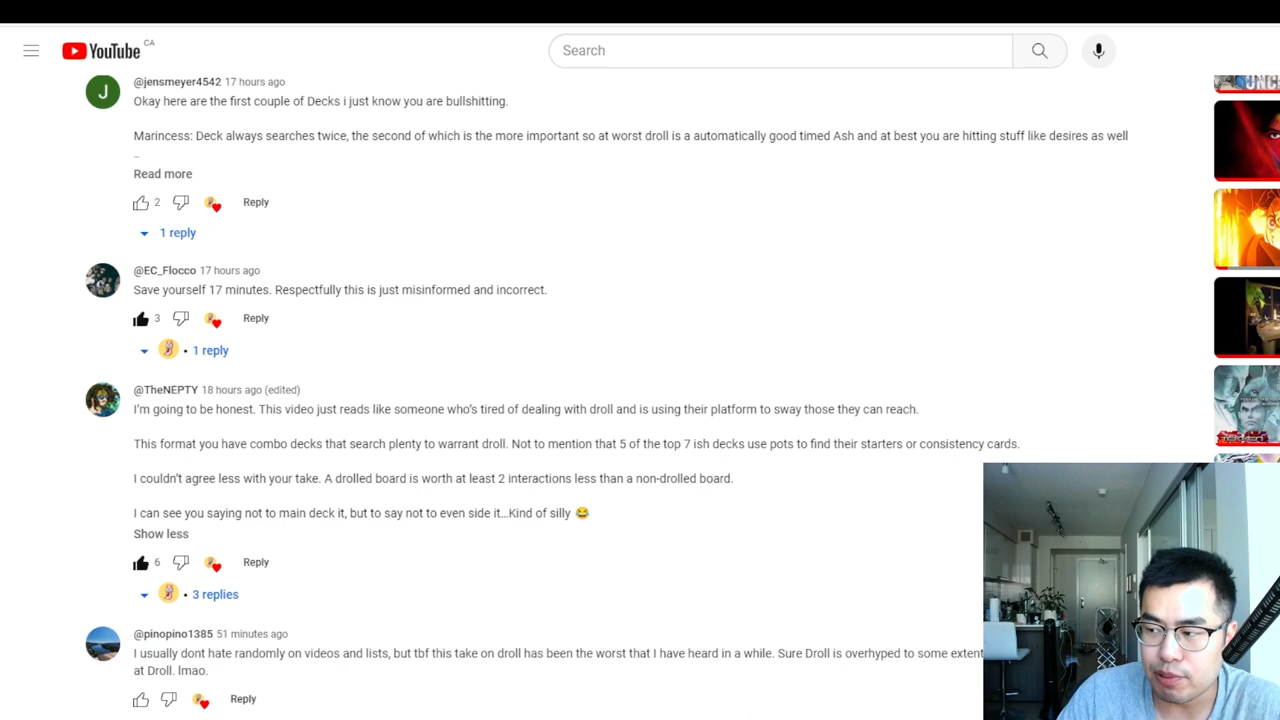 YouTube CA
Search
@jensmeyer4542 17 hours ago
Okay here are the first couple of Decks i just know you are bullshitting.
Marincess: Deck always searches twice, the second of which is the more important so at worst droll is a automatically good timed Ash and at best you are hitting stuff like desires as well
..
Read more
2 Reply
1 reply
@EC_Flocco 17 hours ago
Save yourself 17 minutes. Respectfully this is just misinformed and incorrect.
3 Reply
• 1 reply
@TheNEPTY 18 hours ago (edited)
I'm going to be honest. This video just reads like someone who's tired of dealing with droll and is using their platform to sway those they can reach.
This format you have combo decks that search plenty to warrant droll. Not to mention that 5 of the top 7 ish decks use pots to find their starters or consistency cards.
I couldn't agree less with your take. A drolled board is worth at least 2 interactions less than a non-drolled board.
I can see you saying not to main deck it, but to say not to even side it...Kind of silly 😂
Show less
6 Reply
• 3 replies
@pinopino1385 51 minutes ago
I usually dont hate randomly on videos and lists, but tbf this take on droll has been the worst that I have heard in a while. Sure Droll is overhyped to some extent
at Droll. lmao.
Reply